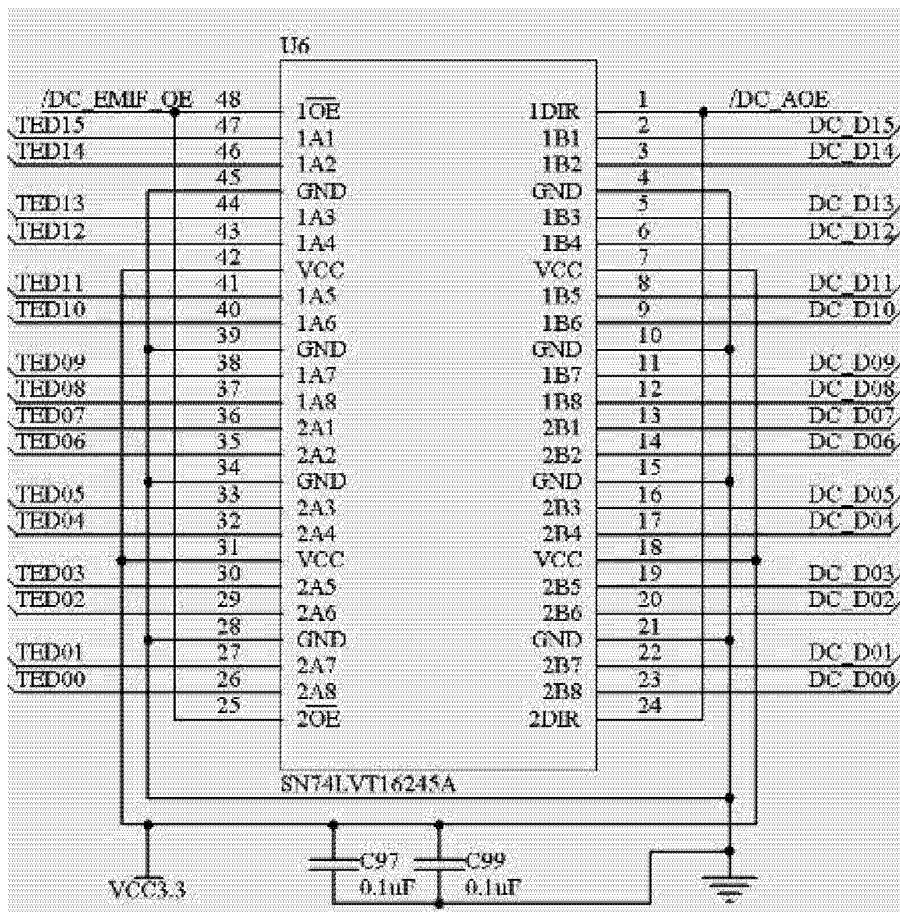 U6
/DC_EMIF_OE 48 1OE 1DIR 1 /DC_AOE
TED15 47 1A1 1B1 2 DC_D15
TED14 46 1A2 1B2 3 DC_D14
45 GND GND 4
TED13 44 1A3 1B3 5 DC_D13
TED12 43 1A4 1B4 6 DC_D12
42 VCC VCC 7
TED11 41 1A5 1B5 8 DC_D11
TED10 40 1A6 1B6 9 DC_D10
39 GND GND 10
TED09 38 1A7 1B7 11 DC_D09
TED08 37 1A8 1B8 12 DC_D08
TED07 36 2A1 2B1 13 DC_D07
TED06 35 2A2 2B2 14 DC_D06
34 GND GND 15
TED05 33 2A3 2B3 16 DC_D05
TED04 32 2A4 2B4 17 DC_D04
31 VCC VCC 18
TED03 30 2A5 2B5 19 DC_D03
TED02 29 2A6 2B6 20 DC_D02
28 GND GND 21
TED01 27 2A7 2B7 22 DC_D01
TED00 26 2A8 2B8 23 DC_D00
25 2OE 2DIR 24
SN74LVT16245A
C97 C99
VCC3.3 0.1uF 0.1uF